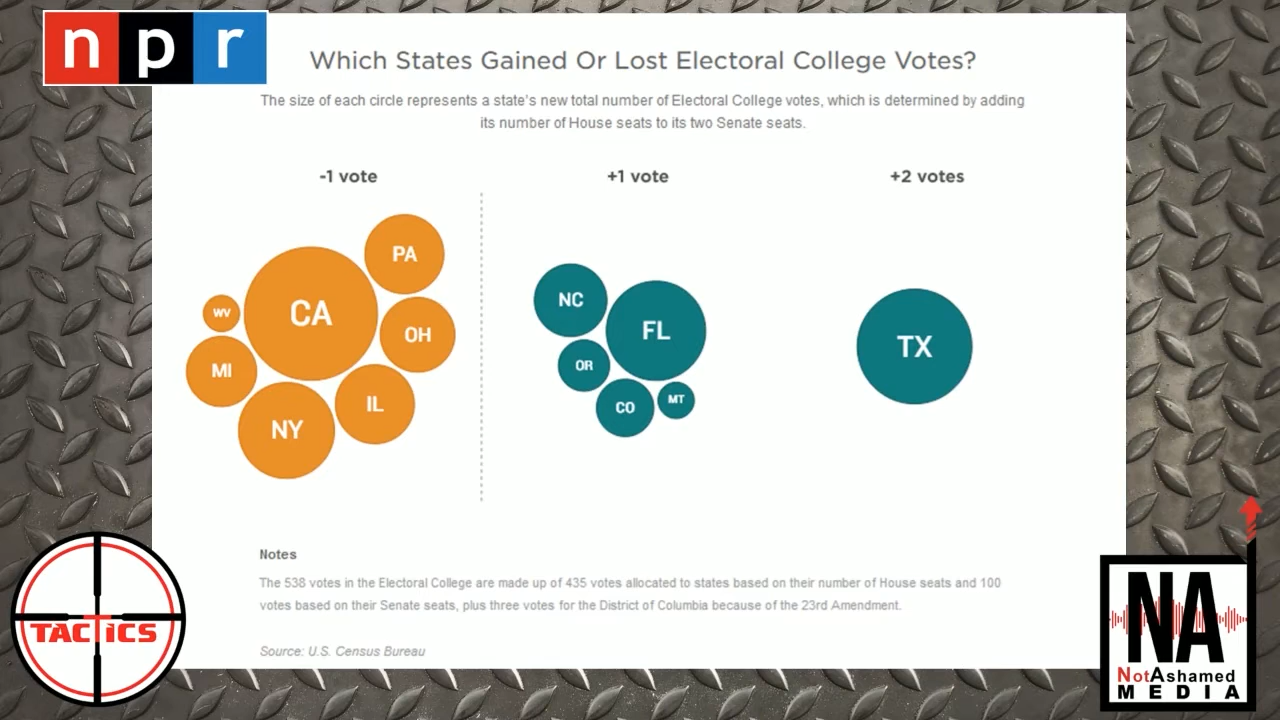 npr
Which States Gained Or Lost Electoral College Votes?
The size of each circle represents a state's new total number of Electoral College votes, which is determined by adding
its number of House seats to its two Senate seats.
-1 vote
+1 vote
+2 votes
PA
CA
WV
OH
MI
IL
NY
NC
FL
OR
CO
MT
TX
Notes
The 538 votes in the Electoral College are made up of 435 votes allocated to states based on their number of House seats and 100
votes based on their Senate seats, plus three votes for the District of Columbia because of the 23rd Amendment.
Source: U.S. Census Bureau
TACTICS
NA
NotAshamed
MEDIA